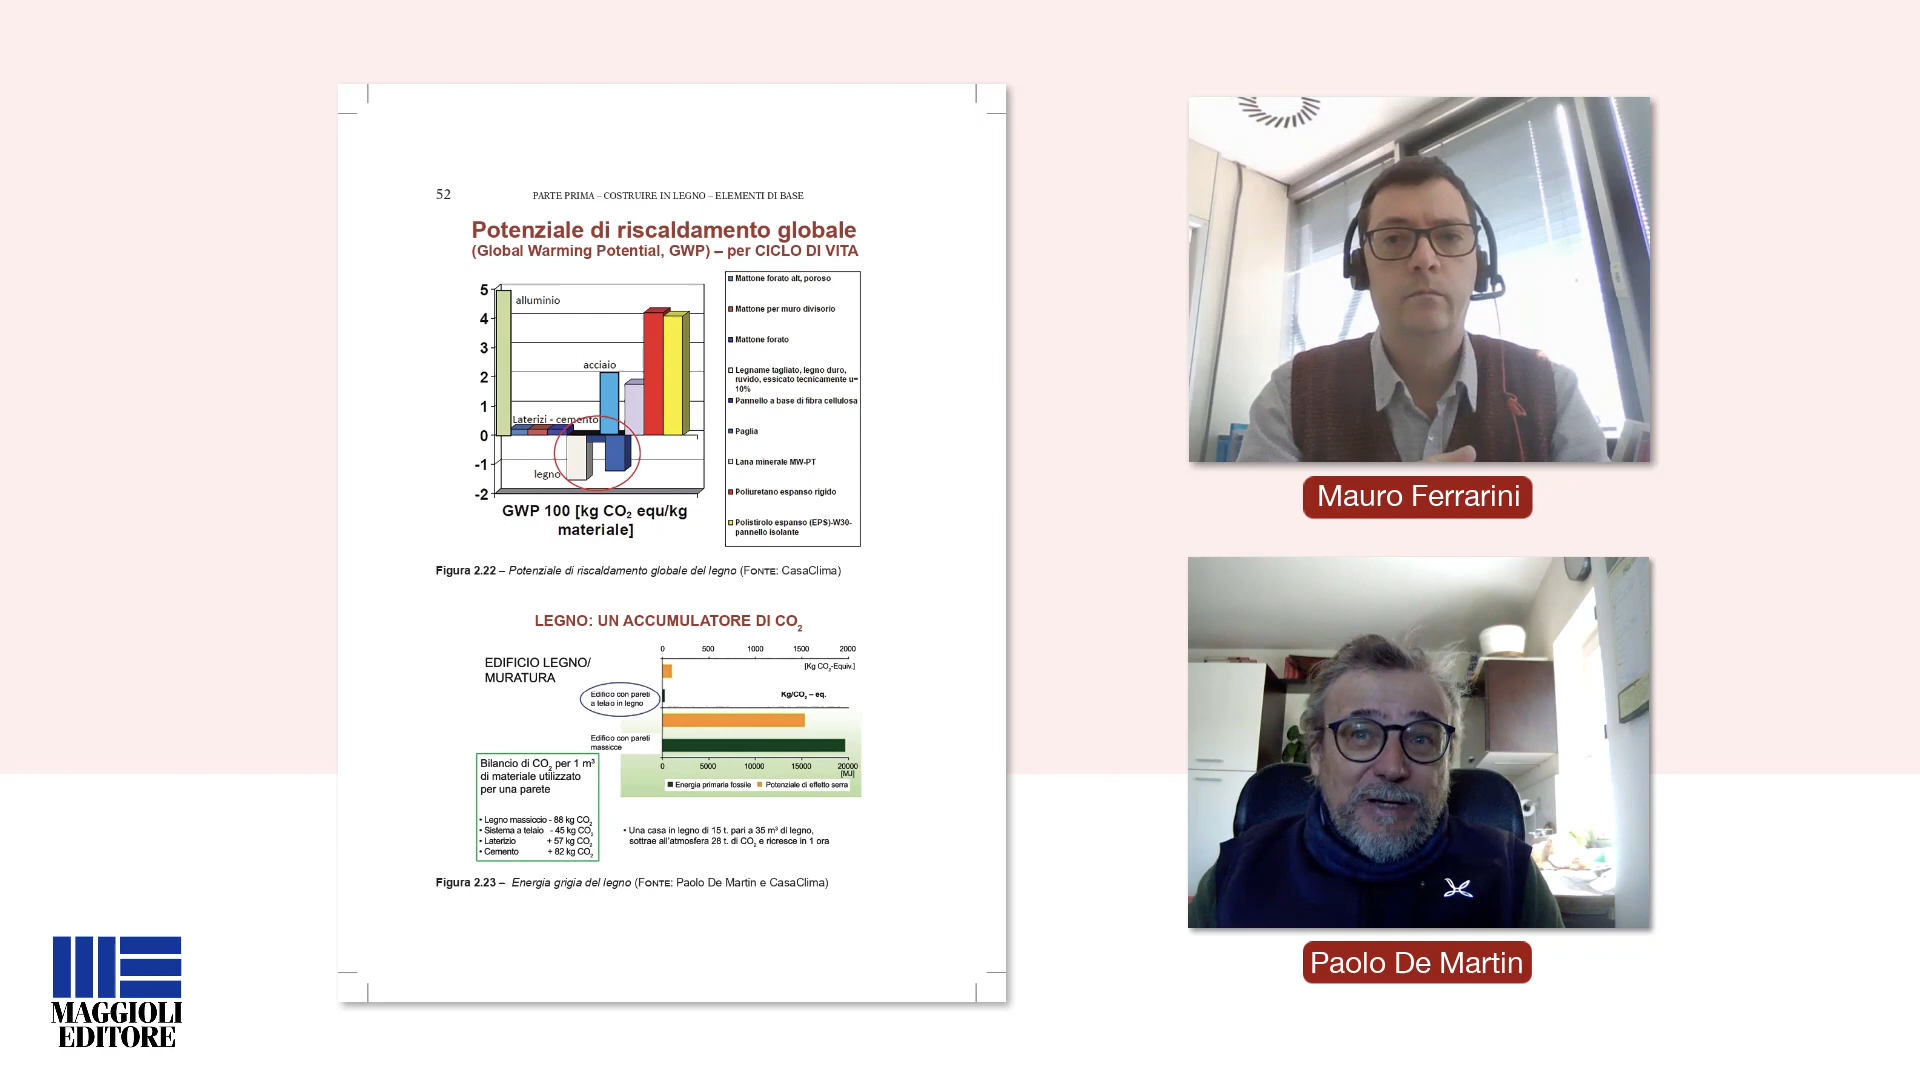 52
PARTE PRIMA – COSTRUIRE IN LEGNO – ELEMENTI DI BASE
Potenziale di riscaldamento globale
(Global Warming Potential, GWP) – per CICLO DI VITA
5
4
3
2
1
0
-1
-2
alluminio
acciaio
Laterizi - cemento
legno
GWP 100 [kg CO₂ equ/kg
materiale]
Mattone forato alt, poroso
Mattone per muro divisorio
Mattone forato
Legname tagliato, legno duro,
ruvido, essicato tecnicamente u=
10%
Pannello a base di fibra cellulosa
Paglia
Lana minerale MW-PT
Poliuretano espanso rigido
Polistirolo espanso (EPS)-W30-
pannello isolante
Figura 2.22 – Potenziale di riscaldamento globale del legno (FONTE: CasaClima)
LEGNO: UN ACCUMULATORE DI CO₂
EDIFICIO LEGNO/
MURATURA
0 500 1000 1500 2000
[Kg CO₂-Equiv.]
Edifico con pareti
a telaio in legno
Kg/CO₂ – eq.
Edifico con pareti
massicce
0 5000 10000 15000 20000
[MJ]
Energia primaria fossile Potenziale di effetto serra
Bilancio di CO₂ per 1 m³
di materiale utilizzato
per una parete
• Legno massiccio - 88 kg CO₂
• Sistema a telaio - 45 kg CO₂
• Laterizio + 57 kg CO₂
• Cemento + 82 kg CO₂
• Una casa in legno di 15 t. pari a 35 m³ di legno,
sottrae all'atmosfera 28 t. di CO₂ e ricresce in 1 ora
Figura 2.23 – Energia grigia del legno (FONTE: Paolo De Martin e CasaClima)
Mauro Ferrarini
Paolo De Martin
MAGGIOLI
EDITORE